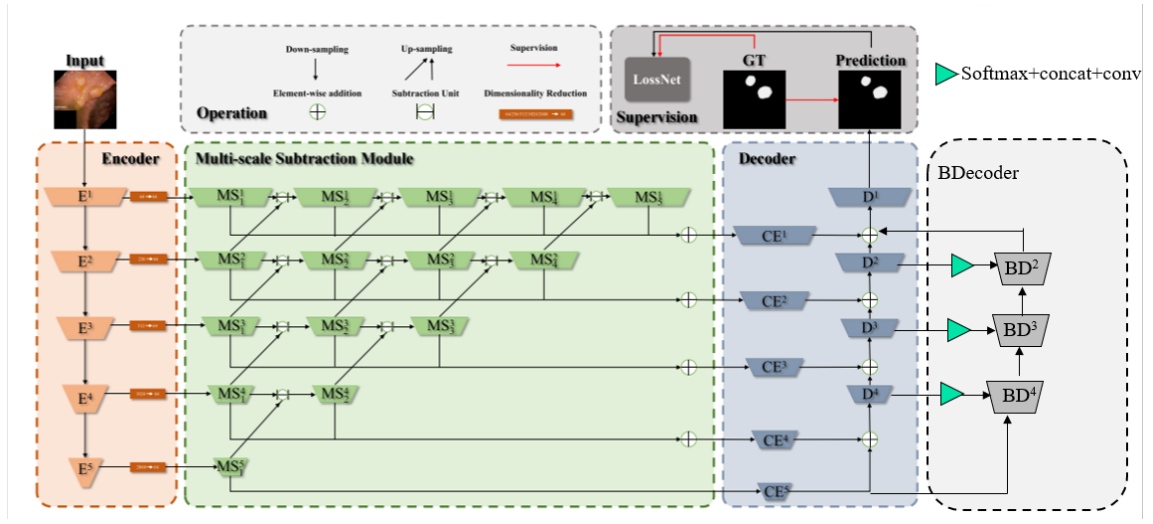 Input
Down-sampling
Up-sampling
Supervision
Element-wise addition
Subtraction Unit
Dimensionality Reduction
Operation
LossNet
GT
Prediction
Supervision
Softmax+concat+conv
Encoder
Multi-scale Subtraction Module
Decoder
BDecoder
E¹
MS₁¹
MS₂¹
MS₃¹
MS₄¹
MS₅¹
D¹
CE¹
E²
MS₁²
MS₂²
MS₃²
MS₄²
D²
BD²
CE²
E³
MS₁³
MS₂³
MS₃³
D³
BD³
CE³
E⁴
MS₁⁴
MS₂⁴
D⁴
BD⁴
CE⁴
E⁵
MS₁⁵
CE⁵